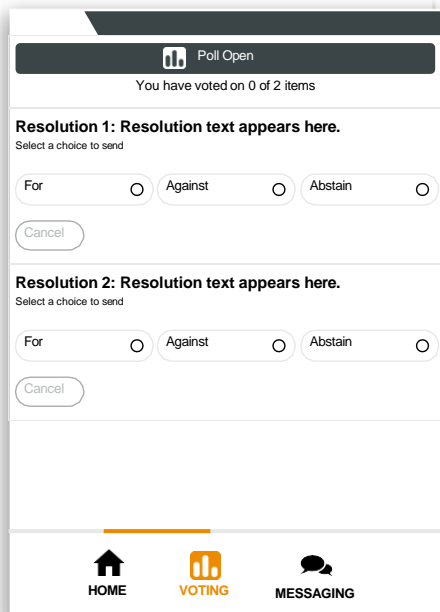 Poll Open
You have voted on 0 of 2 items
Resolution 1: Resolution text appears here.
Select a choice to send
For Against Abstain
Cancel
Resolution 2: Resolution text appears here.
Select a choice to send
For Against Abstain
Cancel
HOME VOTING MESSAGING